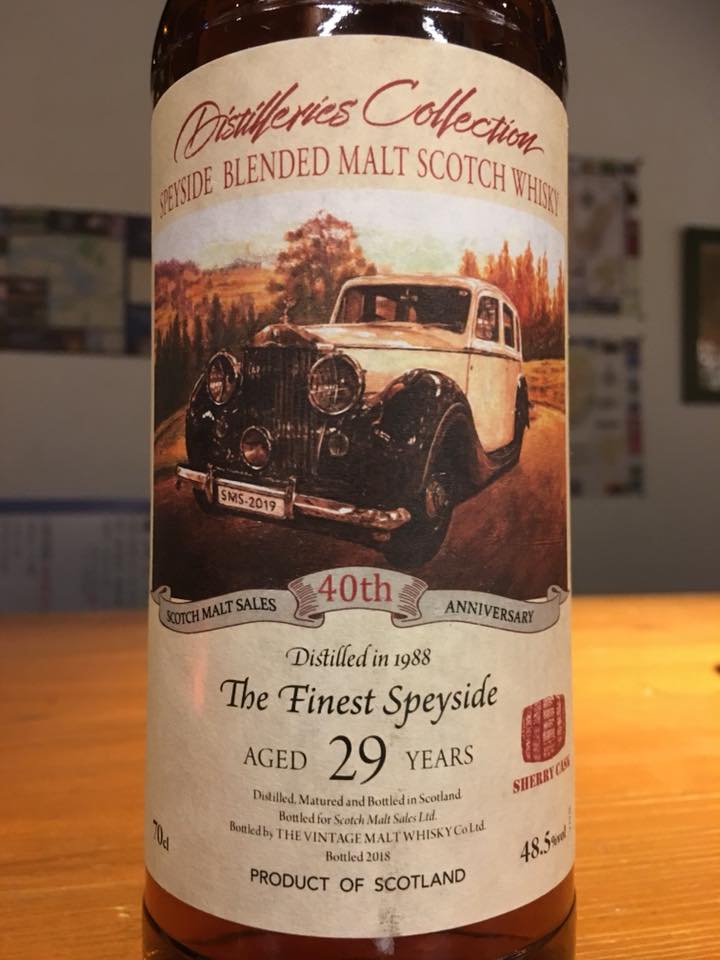 Distilleries Collection
SPEYSIDE BLENDED MALT SCOTCH WHISKY
SMS-2019
SCOTCH MALT SALES 40th ANNIVERSARY
Distilled in 1988
The Finest Speyside
AGED 29 YEARS
SHERRY CASK
Distilled, Matured and Bottled in Scotland
Bottled for Scotch Malt Sales Ltd.
Bottled by THE VINTAGE MALT WHISKY Co Ltd.
Bottled 2018
70cl
48.5%vol
PRODUCT OF SCOTLAND